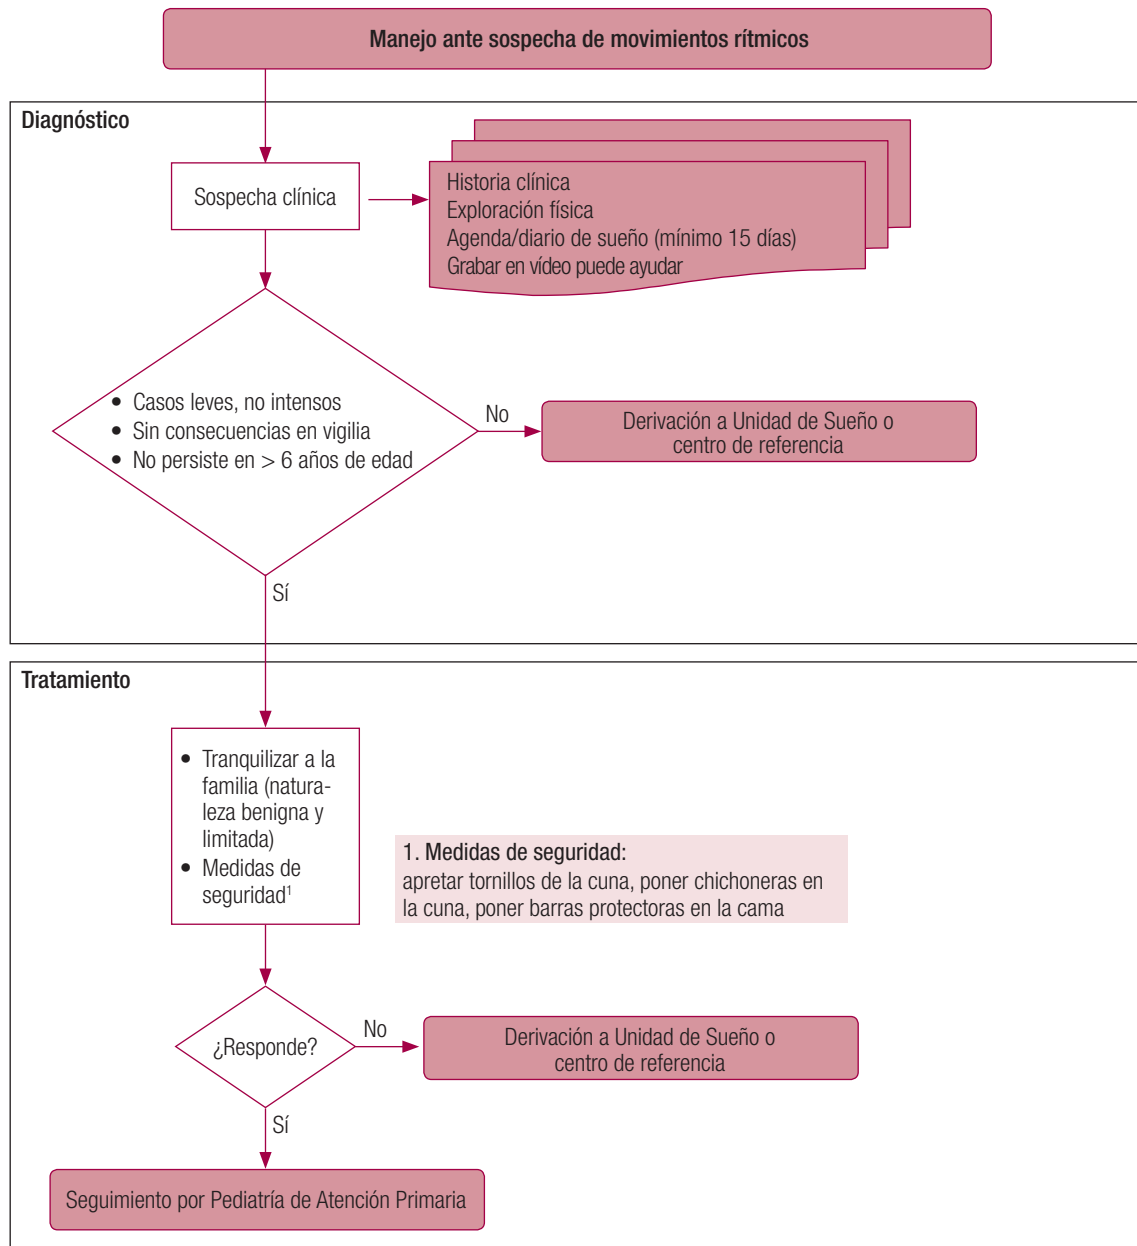 Manejo ante sospecha de movimientos rítmicos
Diagnóstico
Sospecha clínica
Historia clínica
Exploración física
Agenda/diario de sueño (mínimo 15 días)
Grabar en vídeo puede ayudar
• Casos leves, no intensos
• Sin consecuencias en vigilia
• No persiste en > 6 años de edad
No
Derivación a Unidad de Sueño o
centro de referencia
Sí
Tratamiento
• Tranquilizar a la
familia (natura-
leza benigna y
limitada)
• Medidas de
seguridad¹
1. Medidas de seguridad:
apretar tornillos de la cuna, poner chichoneras en
la cuna, poner barras protectoras en la cama
¿Responde?
No
Derivación a Unidad de Sueño o
centro de referencia
Sí
Seguimiento por Pediatría de Atención Primaria